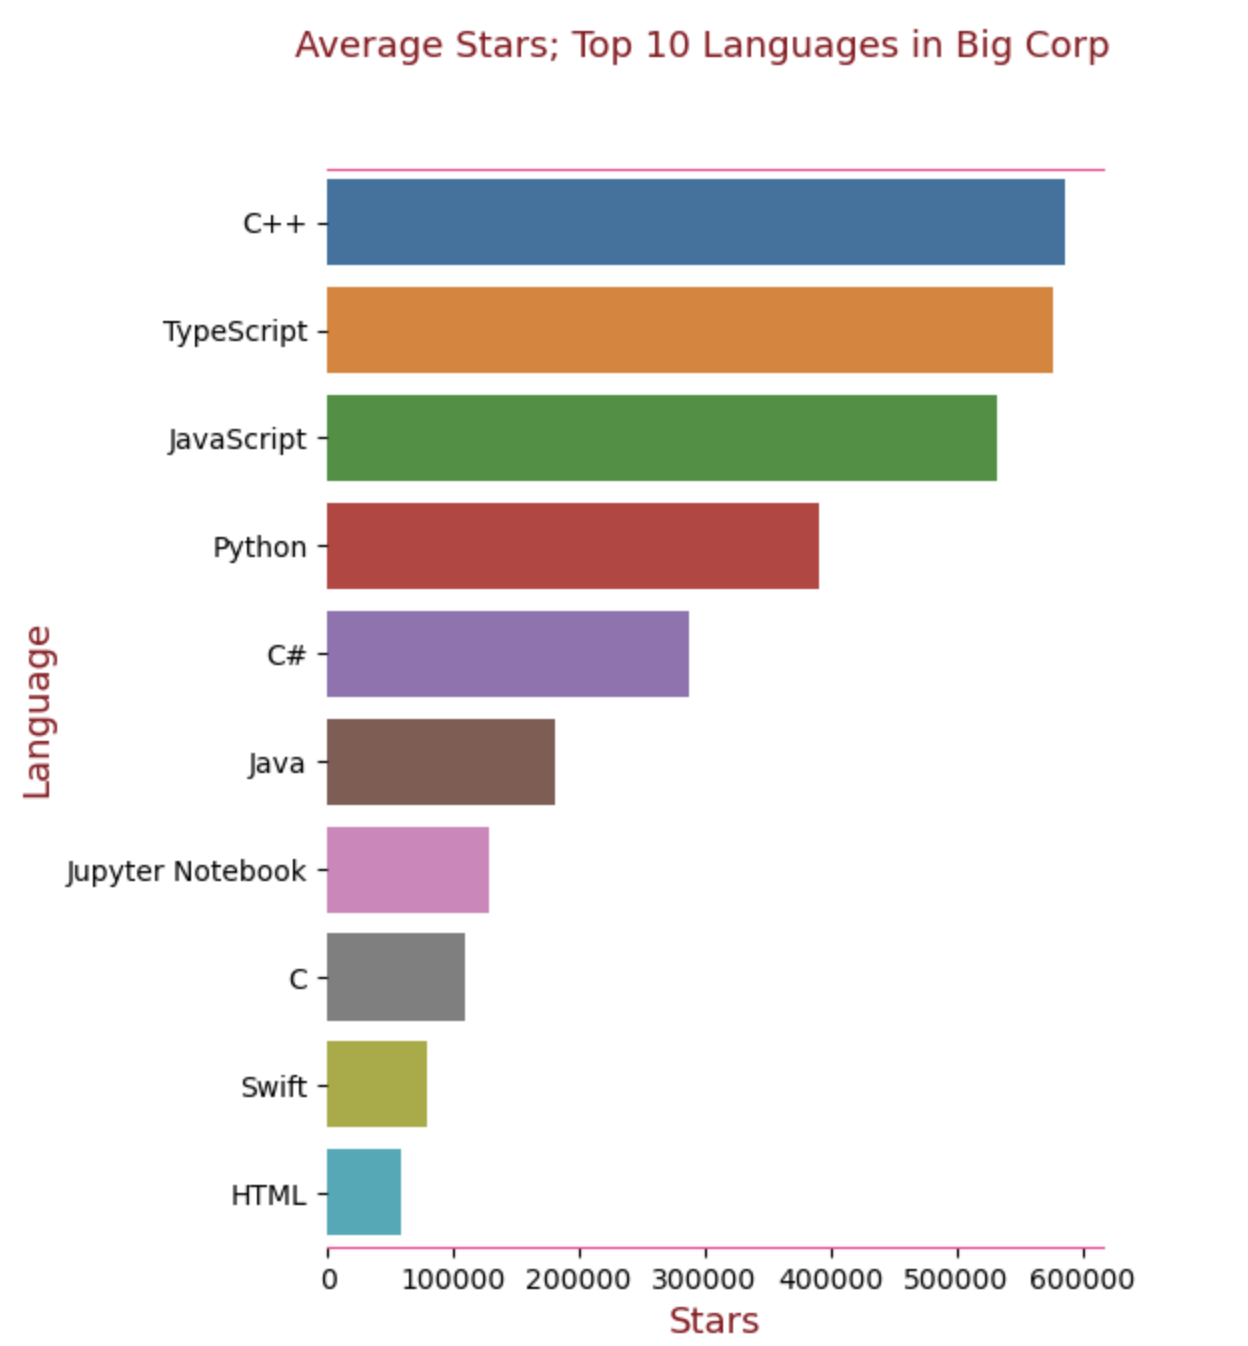 Average Stars; Top 10 Languages in Big Corp
C++
TypeScript
JavaScript
Python
C#
Java
Jupyter Notebook
C
Swift
HTML
Language
0 100000 200000 300000 400000 500000 600000
Stars